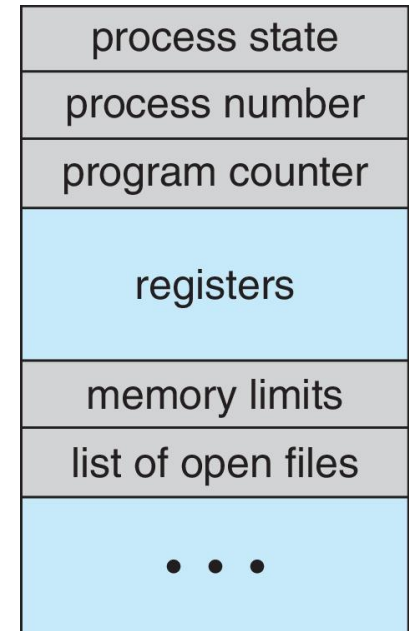 process state
process number
program counter
registers
memory limits
list of open files
• • •